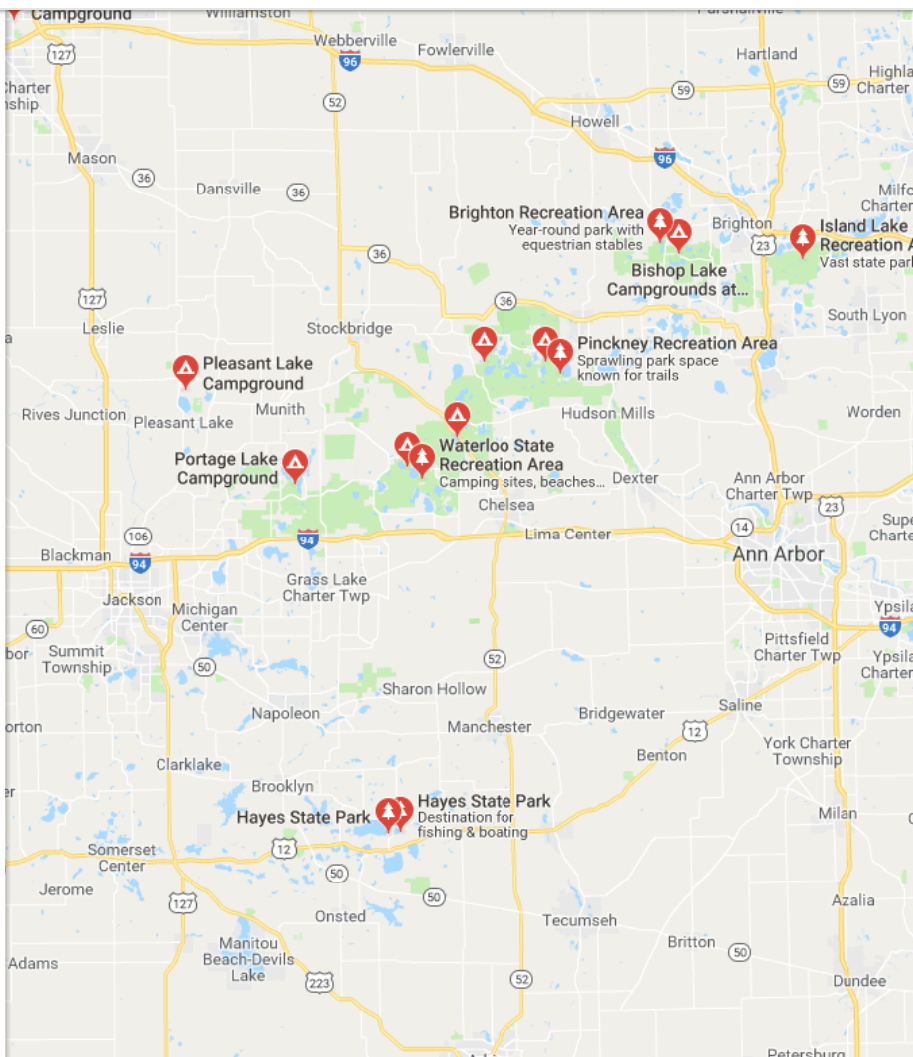 Campground
Williamston
Parshallville
Webberville
Fowlerville
Hartland
127
96
Charter
nship
52
59
59
Highla
Charter
Howell
Mason
36
Dansville
36
96
Milfo
Charter
Brighton Recreation Area
Year-round park with
equestrian stables
Brighton
23
Island Lake
Recreation A
Vast state park
36
Bishop Lake
Campgrounds at...
127
Leslie
Stockbridge
36
South Lyon
a
Pleasant Lake
Campground
Pinckney Recreation Area
Sprawling park space
known for trails
Rives Junction
Pleasant Lake
Munith
Hudson Mills
Worden
Portage Lake
Campground
Waterloo State
Recreation Area
Camping sites, beaches...
Dexter
Ann Arbor
Charter Twp
Chelsea
23
106
94
Lima Center
14
Supe
Charte
Blackman
94
Ann Arbor
Grass Lake
Charter Twp
Jackson
Michigan
Center
Ypsila
94
60
bor
Summit
Township
50
52
Pittsfield
Charter Twp
Ypsila
Charter
Sharon Hollow
Napoleon
Manchester
Bridgewater
Saline
orton
12
Benton
York Charter
Township
Clarklake
er
Brooklyn
Hayes State Park
Hayes State Park
Destination for
fishing & boating
Milan
Somerset
Center
12
50
50
Jerome
127
Onsted
Tecumseh
Azalia
Manitou
Beach-Devils
Lake
Britton
50
Adams
223
52
Dundee
Petersburg